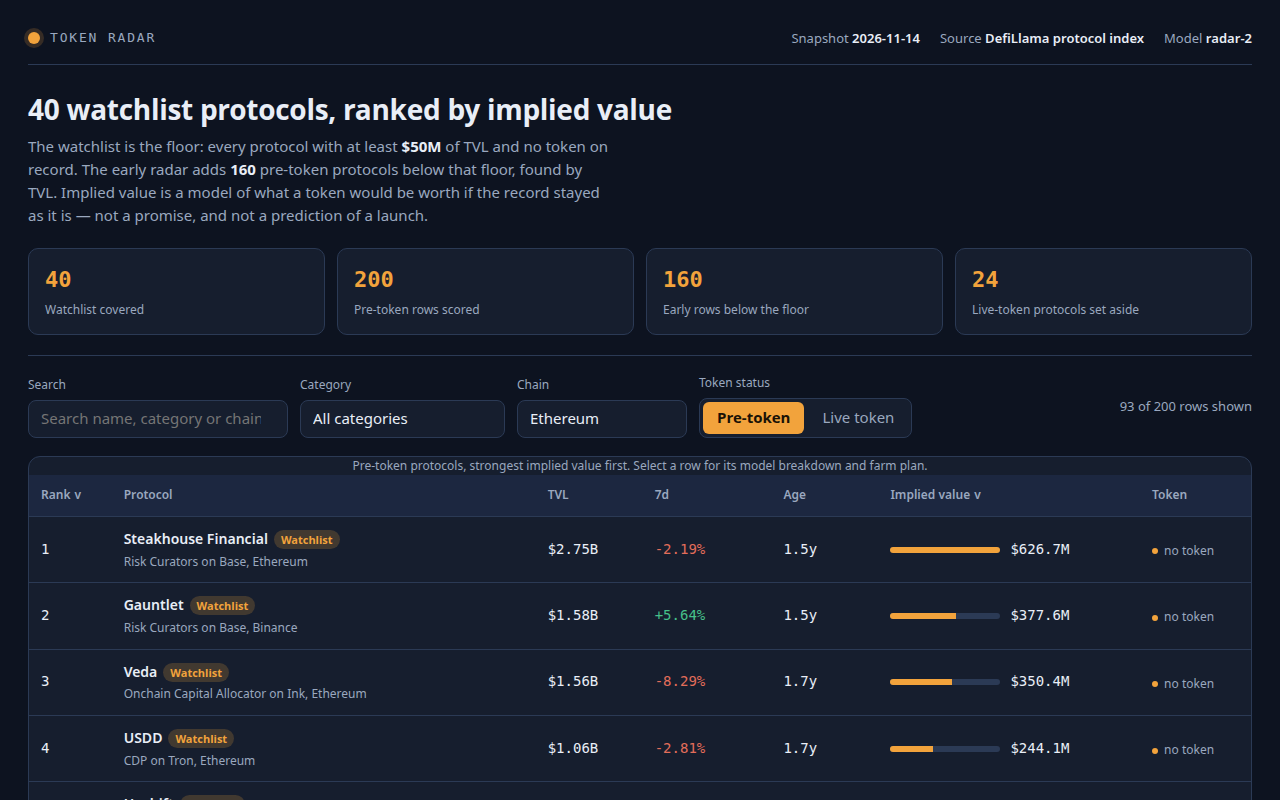 TOKEN RADAR
Snapshot 2026-11-14 Source DefiLlama protocol index Model radar-2
40 watchlist protocols, ranked by implied value
The watchlist is the floor: every protocol with at least $50M of TVL and no token on
record. The early radar adds 160 pre-token protocols below that floor, found by
TVL. Implied value is a model of what a token would be worth if the record stayed
as it is — not a promise, and not a prediction of a launch.
40
Watchlist covered
200
Pre-token rows scored
160
Early rows below the floor
24
Live-token protocols set aside
Search
Search name, category or chain
Category
All categories
Chain
Ethereum
Token status
Pre-token Live token
93 of 200 rows shown
Pre-token protocols, strongest implied value first. Select a row for its model breakdown and farm plan.
Rank v Protocol TVL 7d Age Implied value v Token
1 Steakhouse Financial Watchlist $2.75B -2.19% 1.5y $626.7M no token
Risk Curators on Base, Ethereum
2 Gauntlet Watchlist $1.58B +5.64% 1.5y $377.6M no token
Risk Curators on Base, Binance
3 Veda Watchlist $1.56B -8.29% 1.7y $350.4M no token
Onchain Capital Allocator on Ink, Ethereum
4 USDD Watchlist $1.06B -2.81% 1.7y $244.1M no token
CDP on Tron, Ethereum